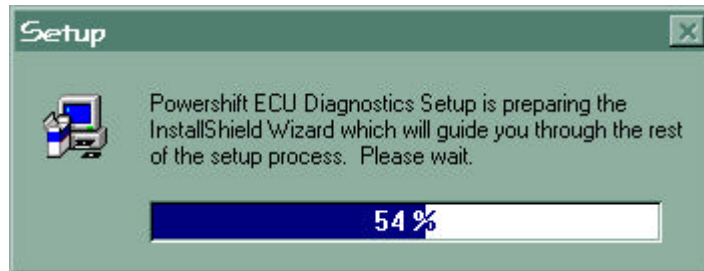 Setup
Powershift ECU Diagnostics Setup is preparing the
InstallShield Wizard which will guide you through the rest
of the setup process. Please wait.
54 %